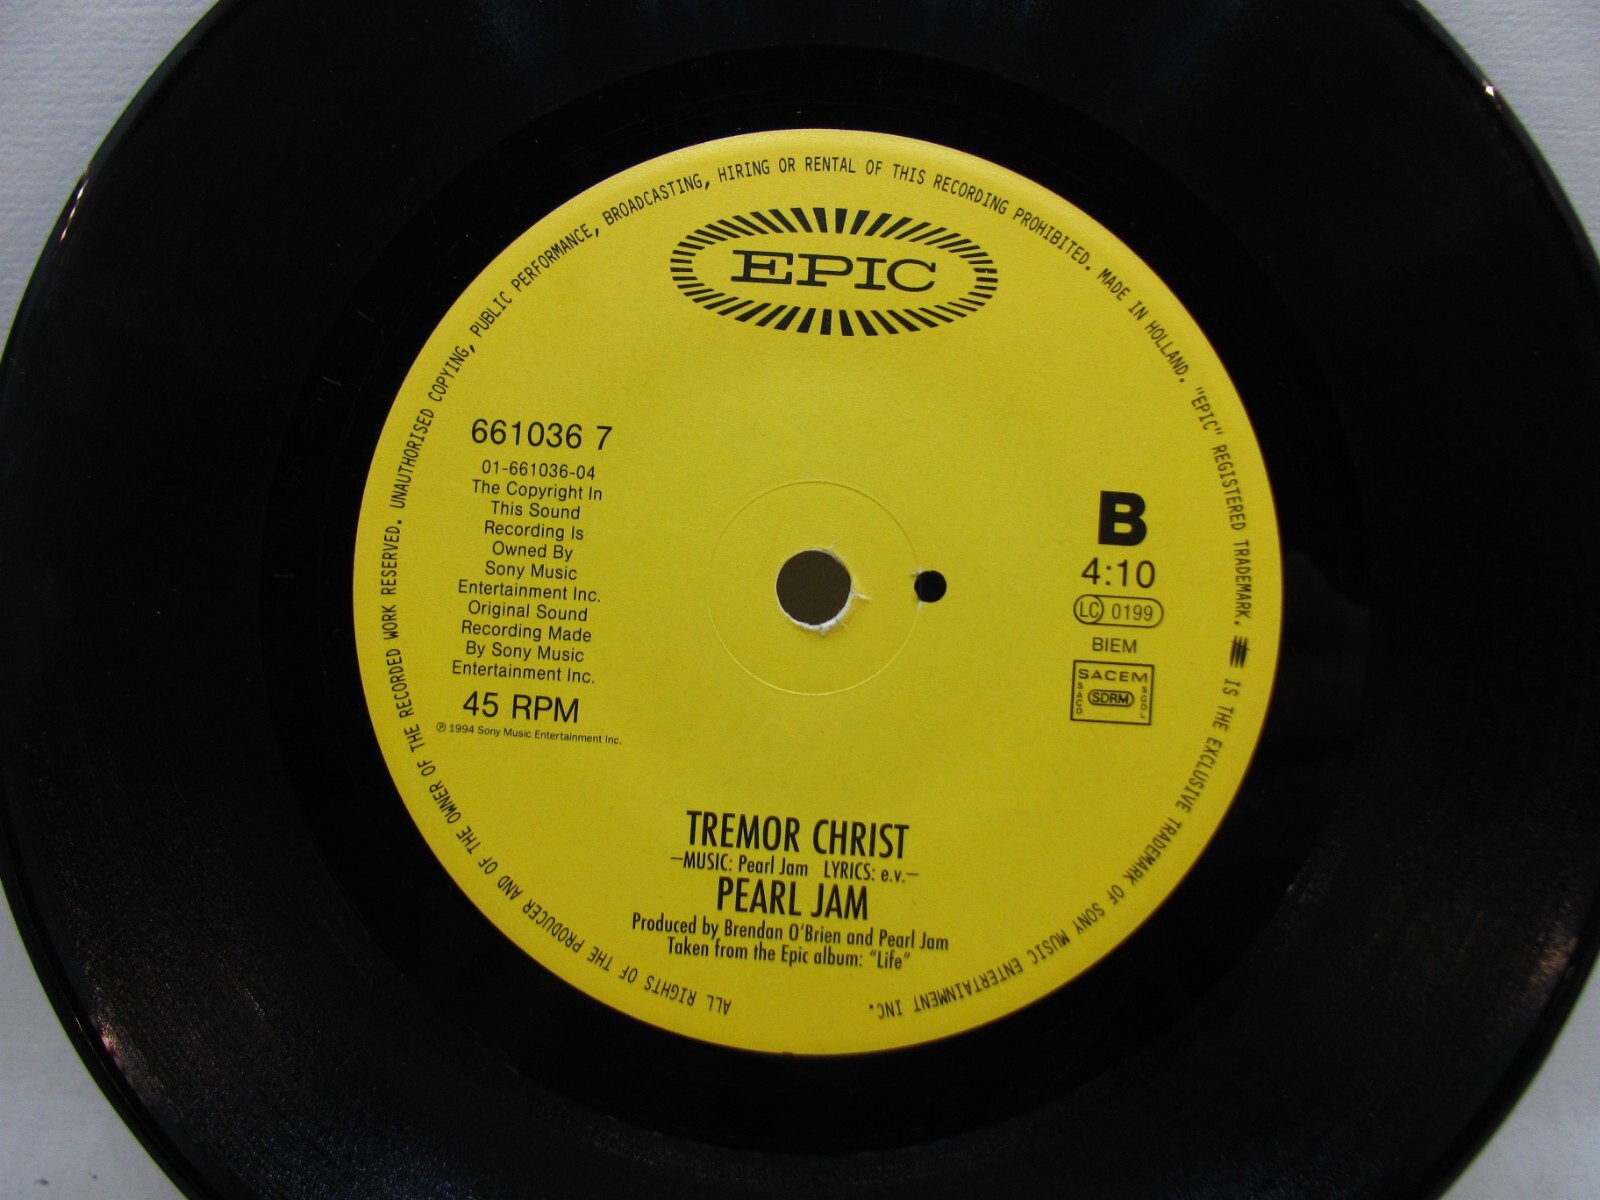 ALL RIGHTS OF THE PRODUCER AND OF THE OWNER OF THE RECORDED WORK RESERVED. UNAUTHORISED COPYING, PUBLIC PERFORMANCE, BROADCASTING, HIRING OR RENTAL OF THIS RECORDING PROHIBITED. MADE IN HOLLAND. "EPIC" REGISTERED TRADEMARK. IS THE EXCLUSIVE TRADEMARK OF SONY MUSIC ENTERTAINMENT INC.
EPIC
661036 7
01-661036-04
The Copyright In
This Sound
Recording Is
Owned By
Sony Music
Entertainment Inc.
Original Sound
Recording Made
By Sony Music
Entertainment Inc.
45 RPM
℗ 1994 Sony Music Entertainment Inc.
B
4:10
LC 0199
BIEM
SACEM
SACD
SDRM
SGDL
TREMOR CHRIST
–MUSIC: Pearl Jam LYRICS: e.v.–
PEARL JAM
Produced by Brendan O'Brien and Pearl Jam
Taken from the Epic album: "Life"